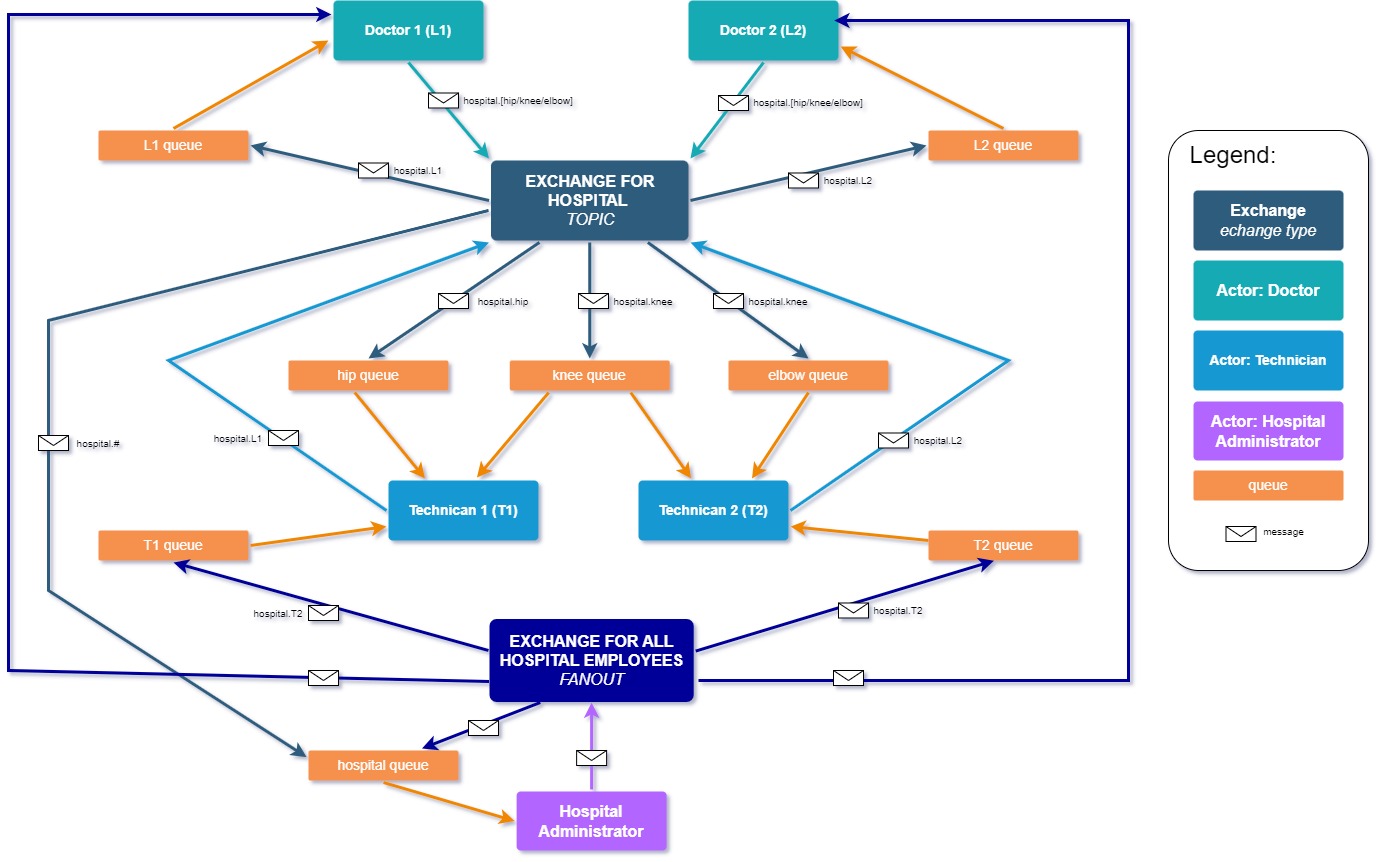 Doctor 1 (L1)
Doctor 2 (L2)
hospital.[hip/knee/elbow]
hospital.[hip/knee/elbow]
L1 queue
L2 queue
hospital.L1
hospital.L2
EXCHANGE FOR
HOSPITAL
TOPIC
hospital.hip
hospital.knee
hospital.knee
hip queue
knee queue
elbow queue
hospital.L1
hospital.L2
hospital.#
Technican 1 (T1)
Technican 2 (T2)
T1 queue
T2 queue
hospital.T2
hospital.T2
EXCHANGE FOR ALL
HOSPITAL EMPLOYEES
FANOUT
hospital queue
Hospital
Administrator
Legend:
Exchange
echange type
Actor: Doctor
Actor: Technician
Actor: Hospital
Administrator
queue
message